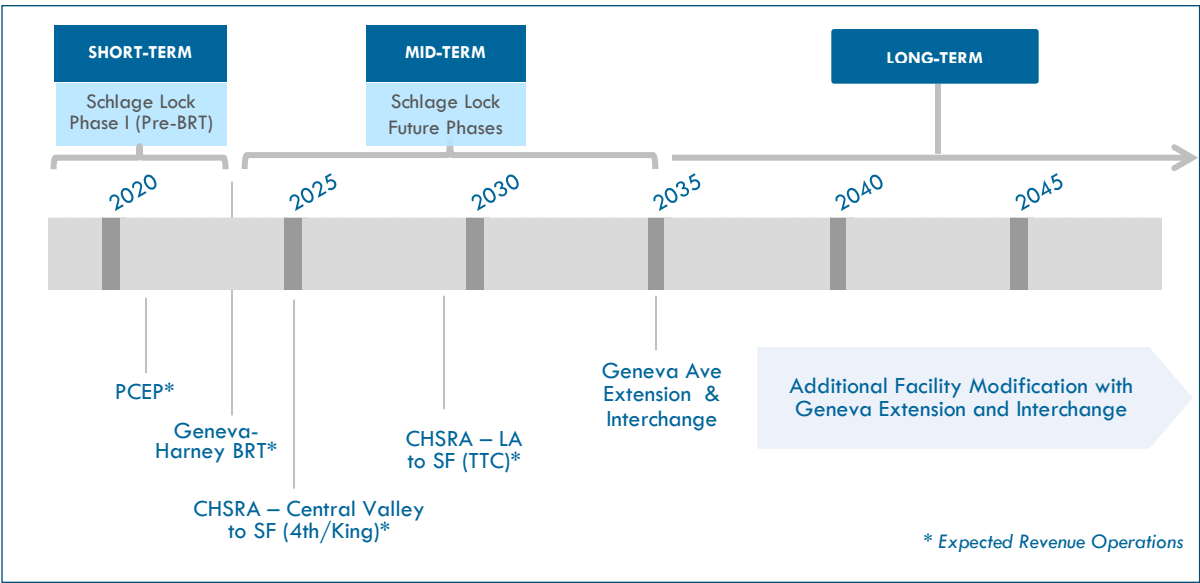 SHORT-TERM
Schlage Lock
Phase I (Pre-BRT)
MID-TERM
Schlage Lock
Future Phases
LONG-TERM
2020
2025
2030
2035
2040
2045
PCEP*
Geneva-
Harney BRT*
CHSRA – Central Valley
to SF (4th/King)*
CHSRA – LA
to SF (TTC)*
Geneva Ave
Extension &
Interchange
Additional Facility Modification with
Geneva Extension and Interchange
* Expected Revenue Operations